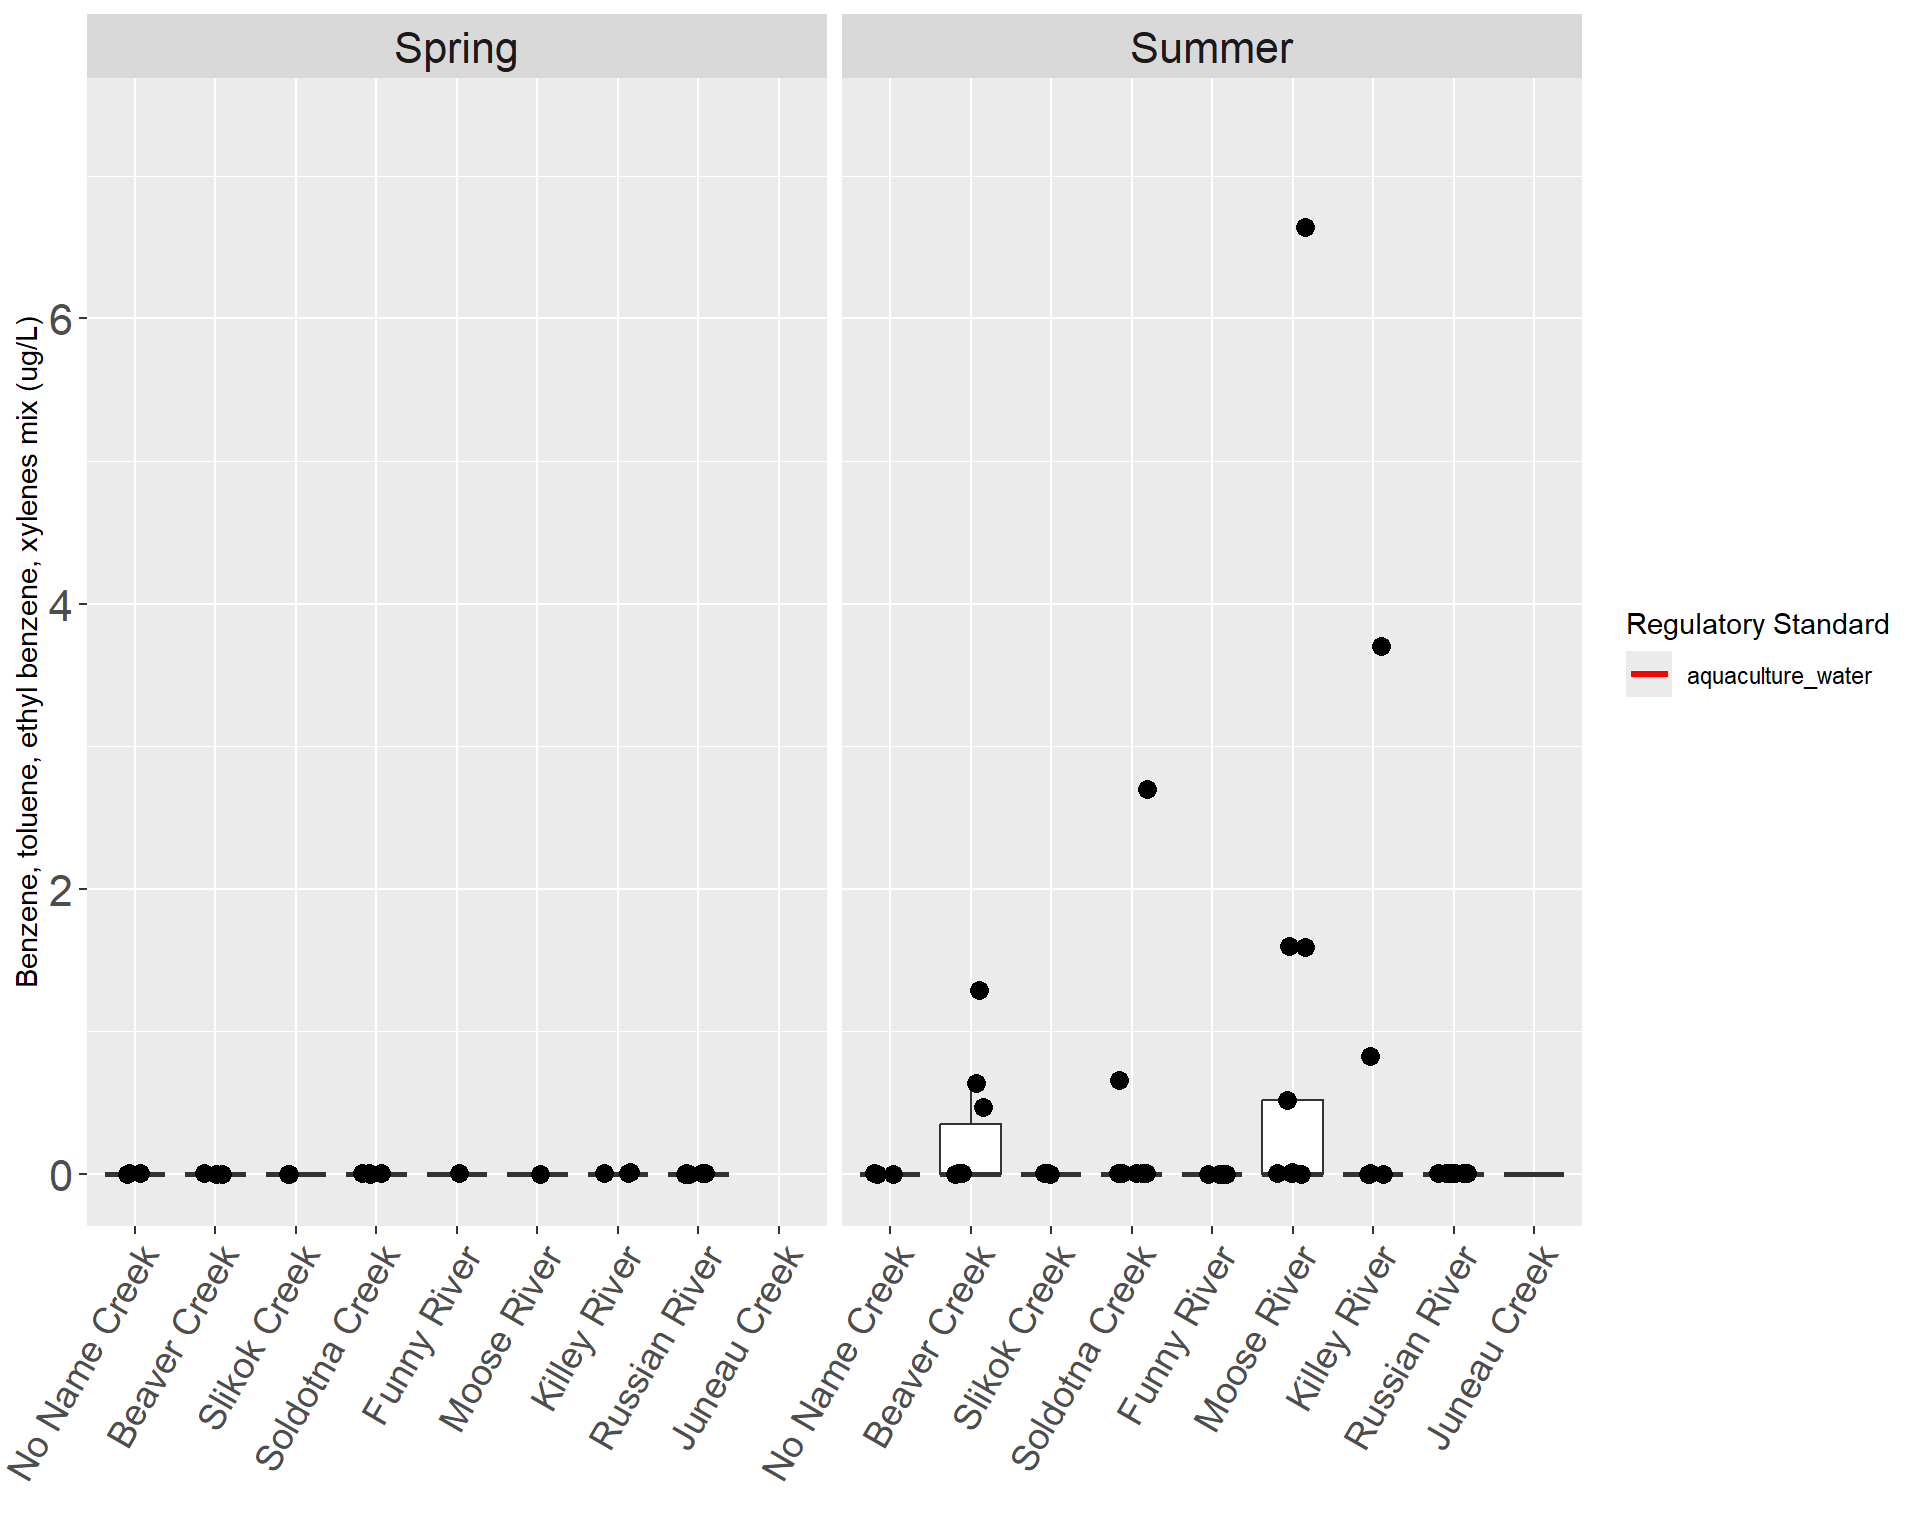 Spring
Summer
Benzene, toluene, ethyl benzene, xylenes mix (ug/L)
6
4
2
0
No Name Creek
Beaver Creek
Slikok Creek
Soldotna Creek
Funny River
Moose River
Killey River
Russian River
Juneau Creek
No Name Creek
Beaver Creek
Slikok Creek
Soldotna Creek
Funny River
Moose River
Killey River
Russian River
Juneau Creek
Regulatory Standard
aquaculture_water